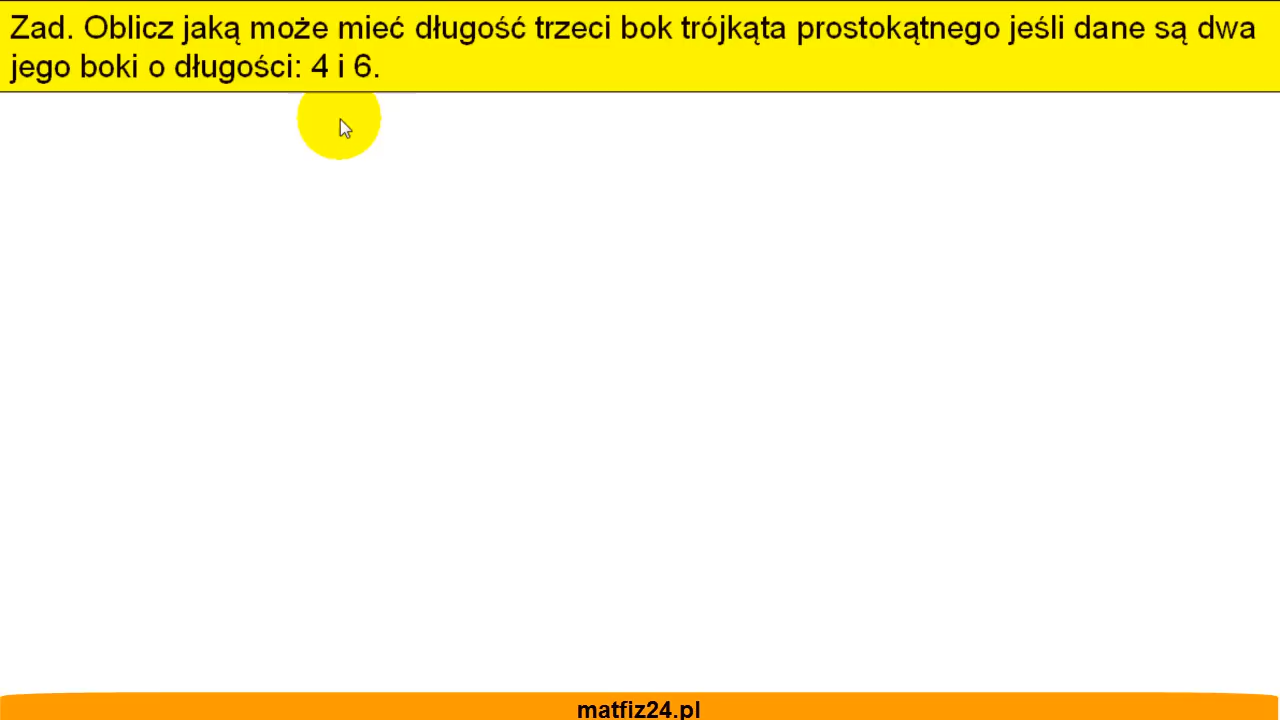 Zad. Oblicz jaką może mieć długość trzeci bok trójkąta prostokątnego jeśli dane są dwa
jego boki o długości: 4 i 6.
matfiz24.pl